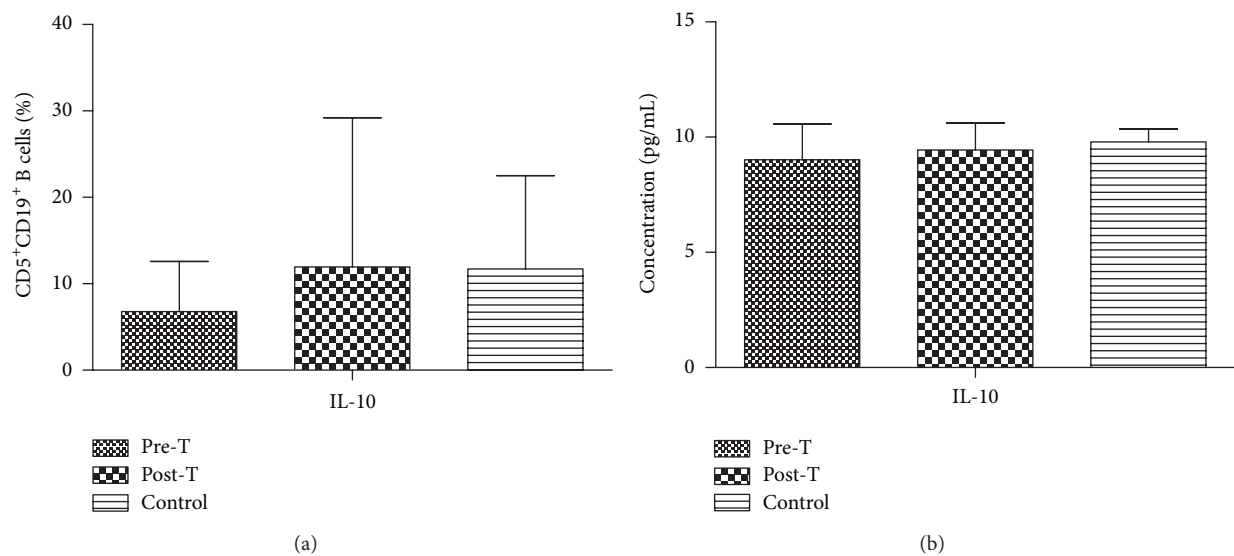 40
30
20
10
0
CD5⁺CD19⁺ B cells (%)
IL-10
Pre-T
Post-T
Control
(a)
15
10
5
0
Concentration (pg/mL)
IL-10
Pre-T
Post-T
Control
(b)